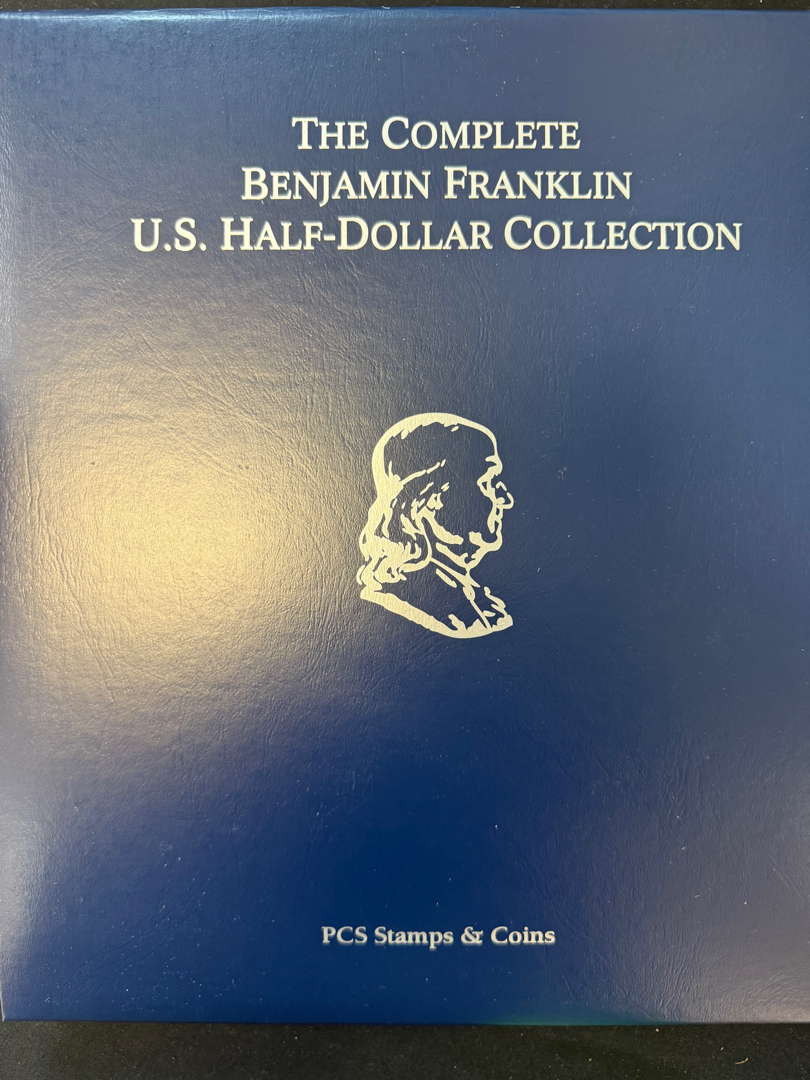 THE COMPLETE
BENJAMIN FRANKLIN
U.S. HALF-DOLLAR COLLECTION
PCS Stamps & Coins